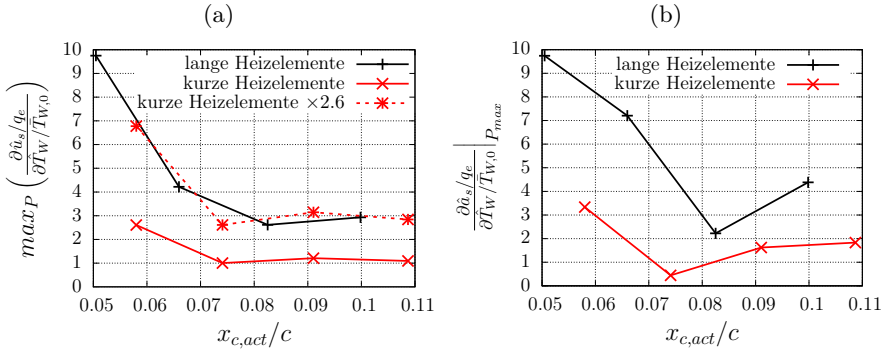 (a)
10
9
8
7
6
5
4
3
2
1
0
0.05 0.06 0.07 0.08 0.09 0.1 0.11
lange Heizelemente
kurze Heizelemente
kurze Heizelemente ×2.6
max_P ( ∂û_s/q_e / ∂T̂_W/T̄_{W,0} )
x_{c,act}/c
(b)
10
9
8
7
6
5
4
3
2
1
0
0.05 0.06 0.07 0.08 0.09 0.1 0.11
lange Heizelemente
kurze Heizelemente
∂û_s/q_e / ∂T̂_W/T̄_{W,0} |_{P_{max}}
x_{c,act}/c